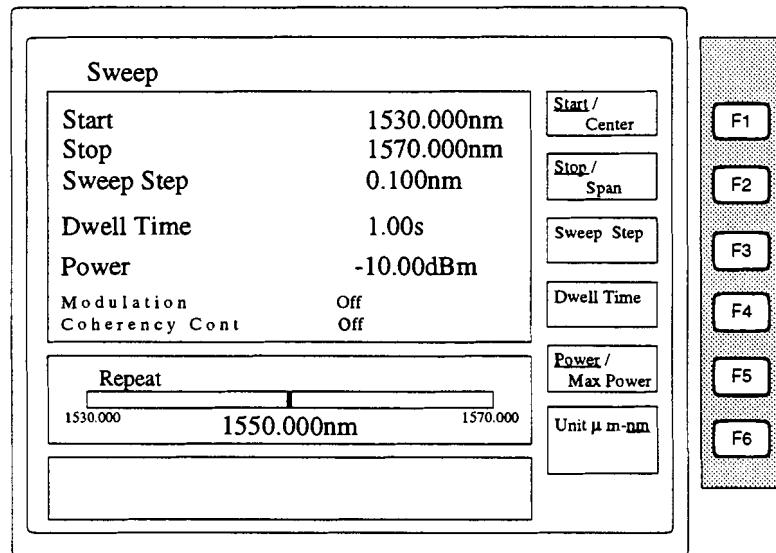 Sweep
Start 1530.000nm
Stop 1570.000nm
Sweep Step 0.100nm
Dwell Time 1.00s
Power -10.00dBm
Modulation Off
Coherency Cont Off
Repeat
1530.000 1550.000nm 1570.000
Start /
Center
Stop /
Span
Sweep Step
Dwell Time
Power /
Max Power
Unit μ m-nm
F1
F2
F3
F4
F5
F6